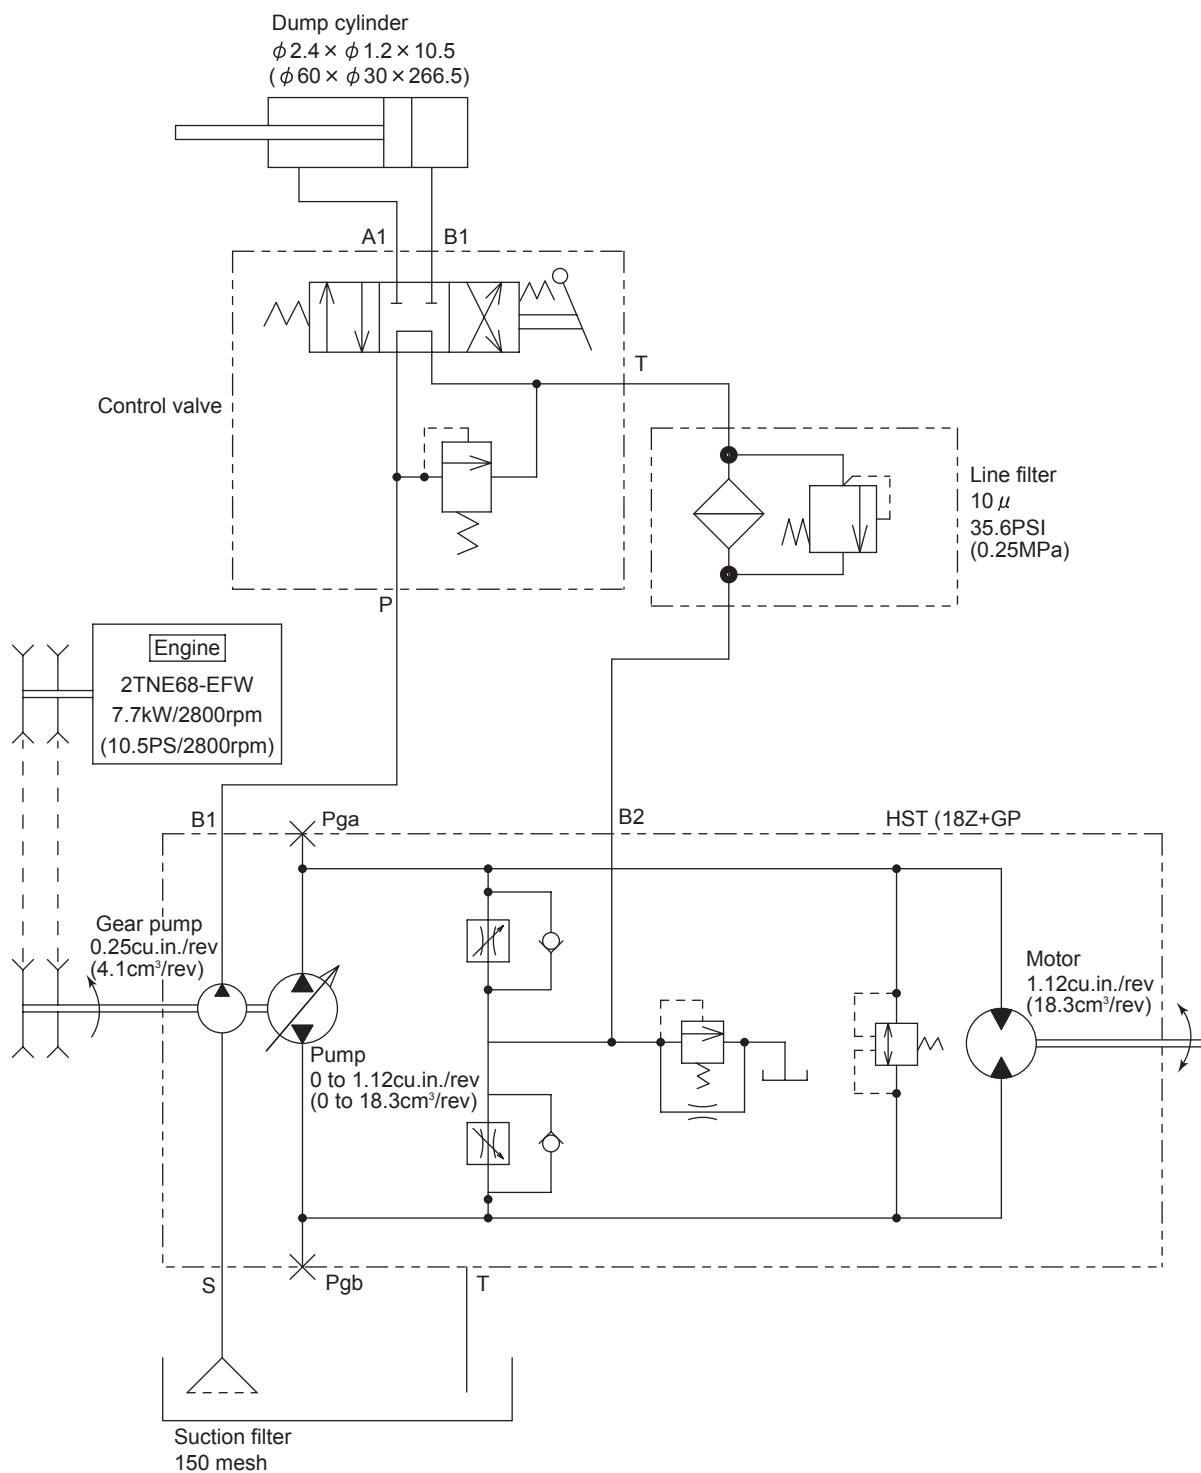 Dump cylinder
ϕ2.4 × ϕ1.2 × 10.5
(ϕ60 × ϕ30 × 266.5)
A1
B1
T
Control valve
Line filter
10 μ
35.6PSI
(0.25MPa)
P
Engine
2TNE68-EFW
7.7kW/2800rpm
(10.5PS/2800rpm)
B1
Pga
B2
HST (18Z+GP
Gear pump
0.25cu.in./rev
(4.1cm³/rev)
Motor
1.12cu.in./rev
(18.3cm³/rev)
Pump
0 to 1.12cu.in./rev
(0 to 18.3cm³/rev)
S
Pgb
T
Suction filter
150 mesh